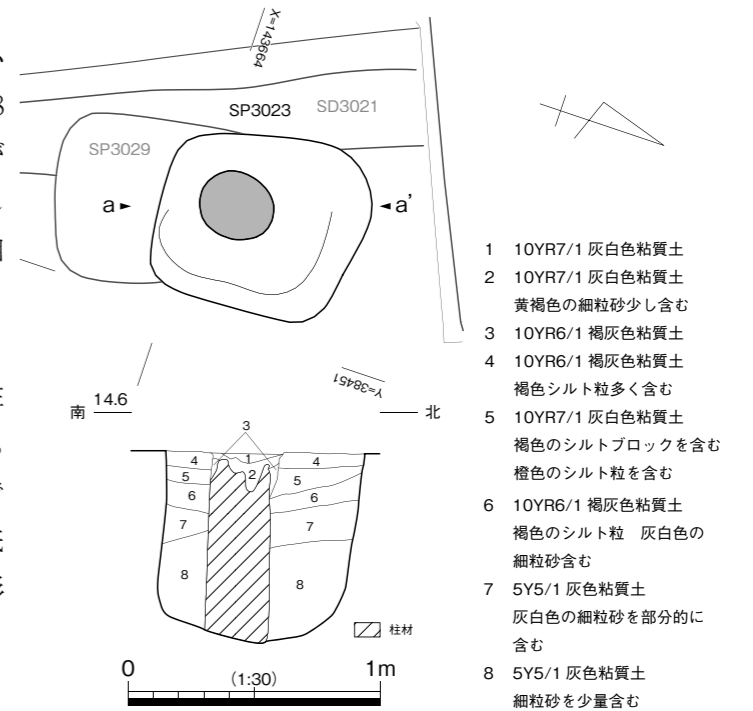 X=143664
SP3023
SD3021
SP3029
a
a'
Y=38451
南
14.6
北
3
4
1
4
5
2
5
6
6
7
7
8
8
柱材
0
(1:30)
1m
1 10YR7/1 灰白色粘質土
2 10YR7/1 灰白色粘質土
黄褐色の細粒砂少し含む
3 10YR6/1 褐灰色粘質土
4 10YR6/1 褐灰色粘質土
褐色シルト粒多く含む
5 10YR7/1 灰白色粘質土
褐色のシルトブロックを含む
橙色のシルト粒を含む
6 10YR6/1 褐灰色粘質土
褐色のシルト粒 灰白色の
細粒砂含む
7 5Y5/1 灰色粘質土
灰白色の細粒砂を部分的に
含む
8 5Y5/1 灰色粘質土
細粒砂を少量含む